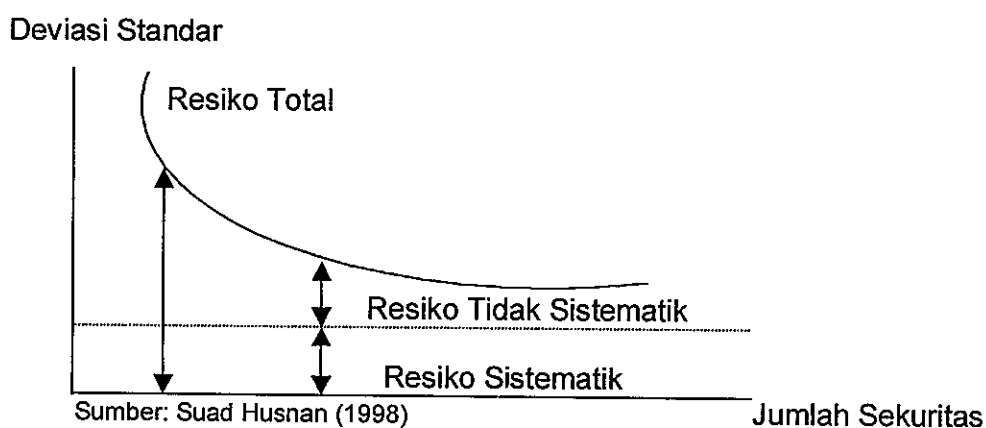 Deviasi Standar
Resiko Total
Resiko Tidak Sistematik
Resiko Sistematik
Sumber: Suad Husnan (1998)
Jumlah Sekuritas